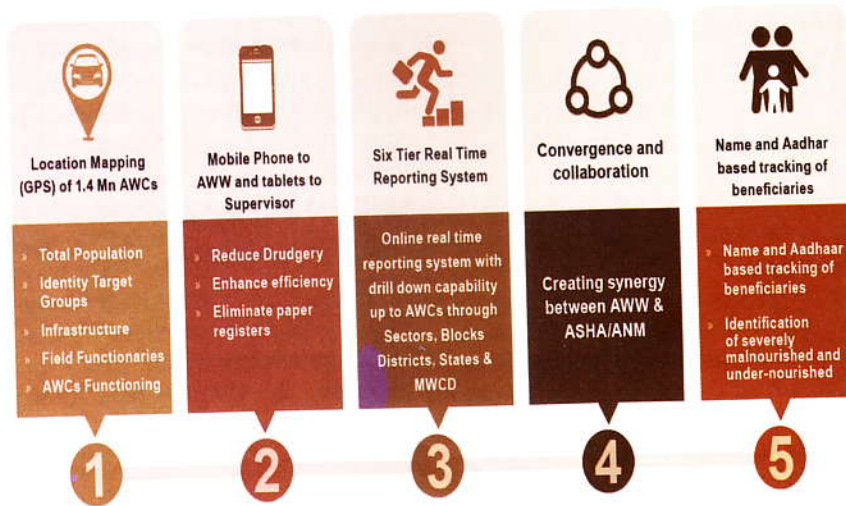 Location Mapping
(GPS) of 1.4 Mn AWCs
» Total Population
» Identity Target
Groups
» Infrastructure
» Field Functionaries
» AWCs Functioning
1
Mobile Phone to
AWW and tablets to
Supervisor
» Reduce Drudgery
» Enhance efficiency
» Eliminate paper
registers
2
Six Tier Real Time
Reporting System
Online real time
reporting system with
drill down capability
up to AWCs through
Sectors, Blocks
Districts, States &
MWCD
3
Convergence and
collaboration
Creating synergy
between AWW &
ASHA/ANM
4
Name and Aadhar
based tracking of
beneficiaries
» Name and Aadhaar
based tracking of
beneficiaries
» Identification
of severely
malnourished and
under-nourished
5